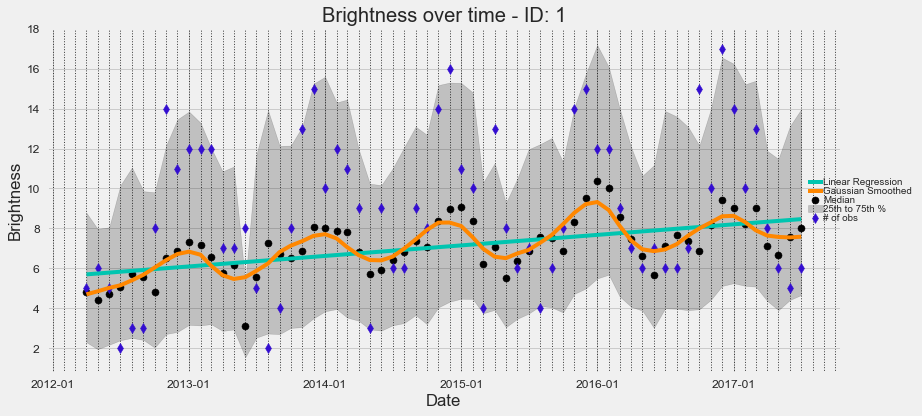 Brightness over time - ID: 1
Brightness
18
16
14
12
10
8
6
4
2
2012-01
2013-01
2014-01
2015-01
2016-01
2017-01
Date
Linear Regression
Gaussian Smoothed
Median
25th to 75th %
# of obs